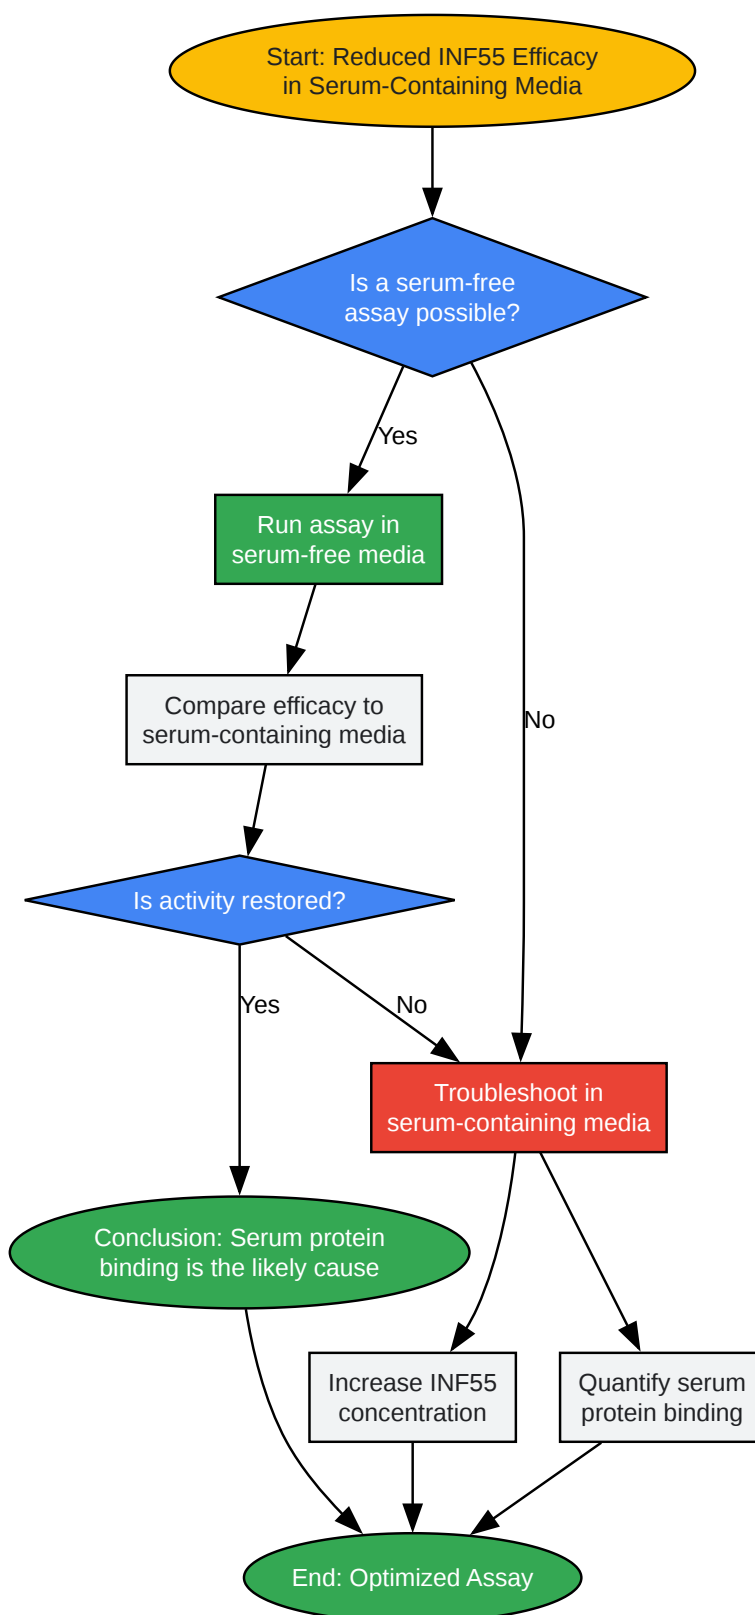 Start: Reduced INF55 Efficacy
in Serum-Containing Media
Is a serum-free
assay possible?
Yes
Run assay in
serum-free media
Compare efficacy to
serum-containing media
No
Is activity restored?
Yes
No
Troubleshoot in
serum-containing media
Conclusion: Serum protein
binding is the likely cause
Increase INF55
concentration
Quantify serum
protein binding
End: Optimized Assay